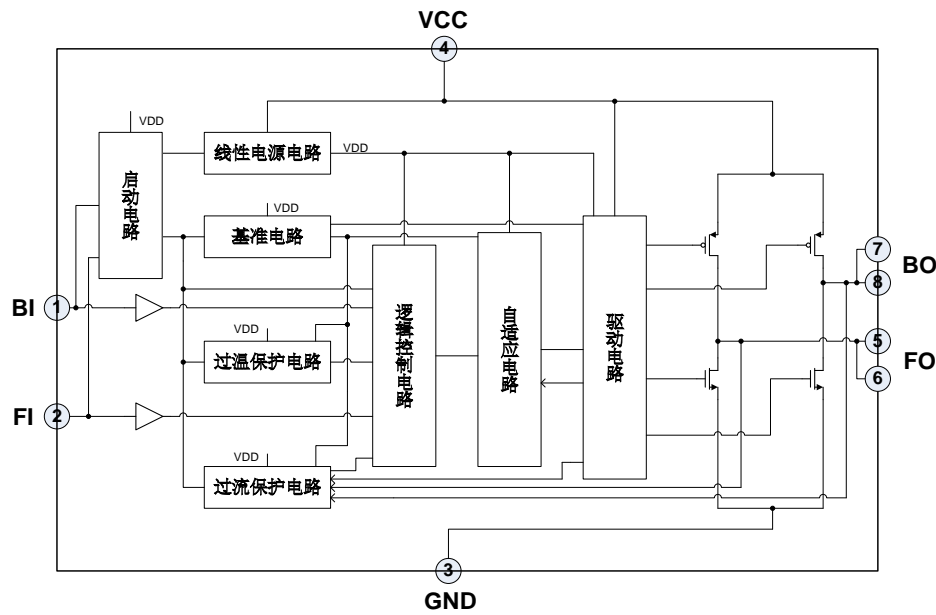 VCC
4
VDD
线性电源电路
VDD
启动电路
VDD
基准电路
7
BO
8
BI
1
逻辑控制电路
自适应电路
驱动电路
VDD
过温保护电路
5
FO
6
FI
2
VDD
过流保护电路
3
GND